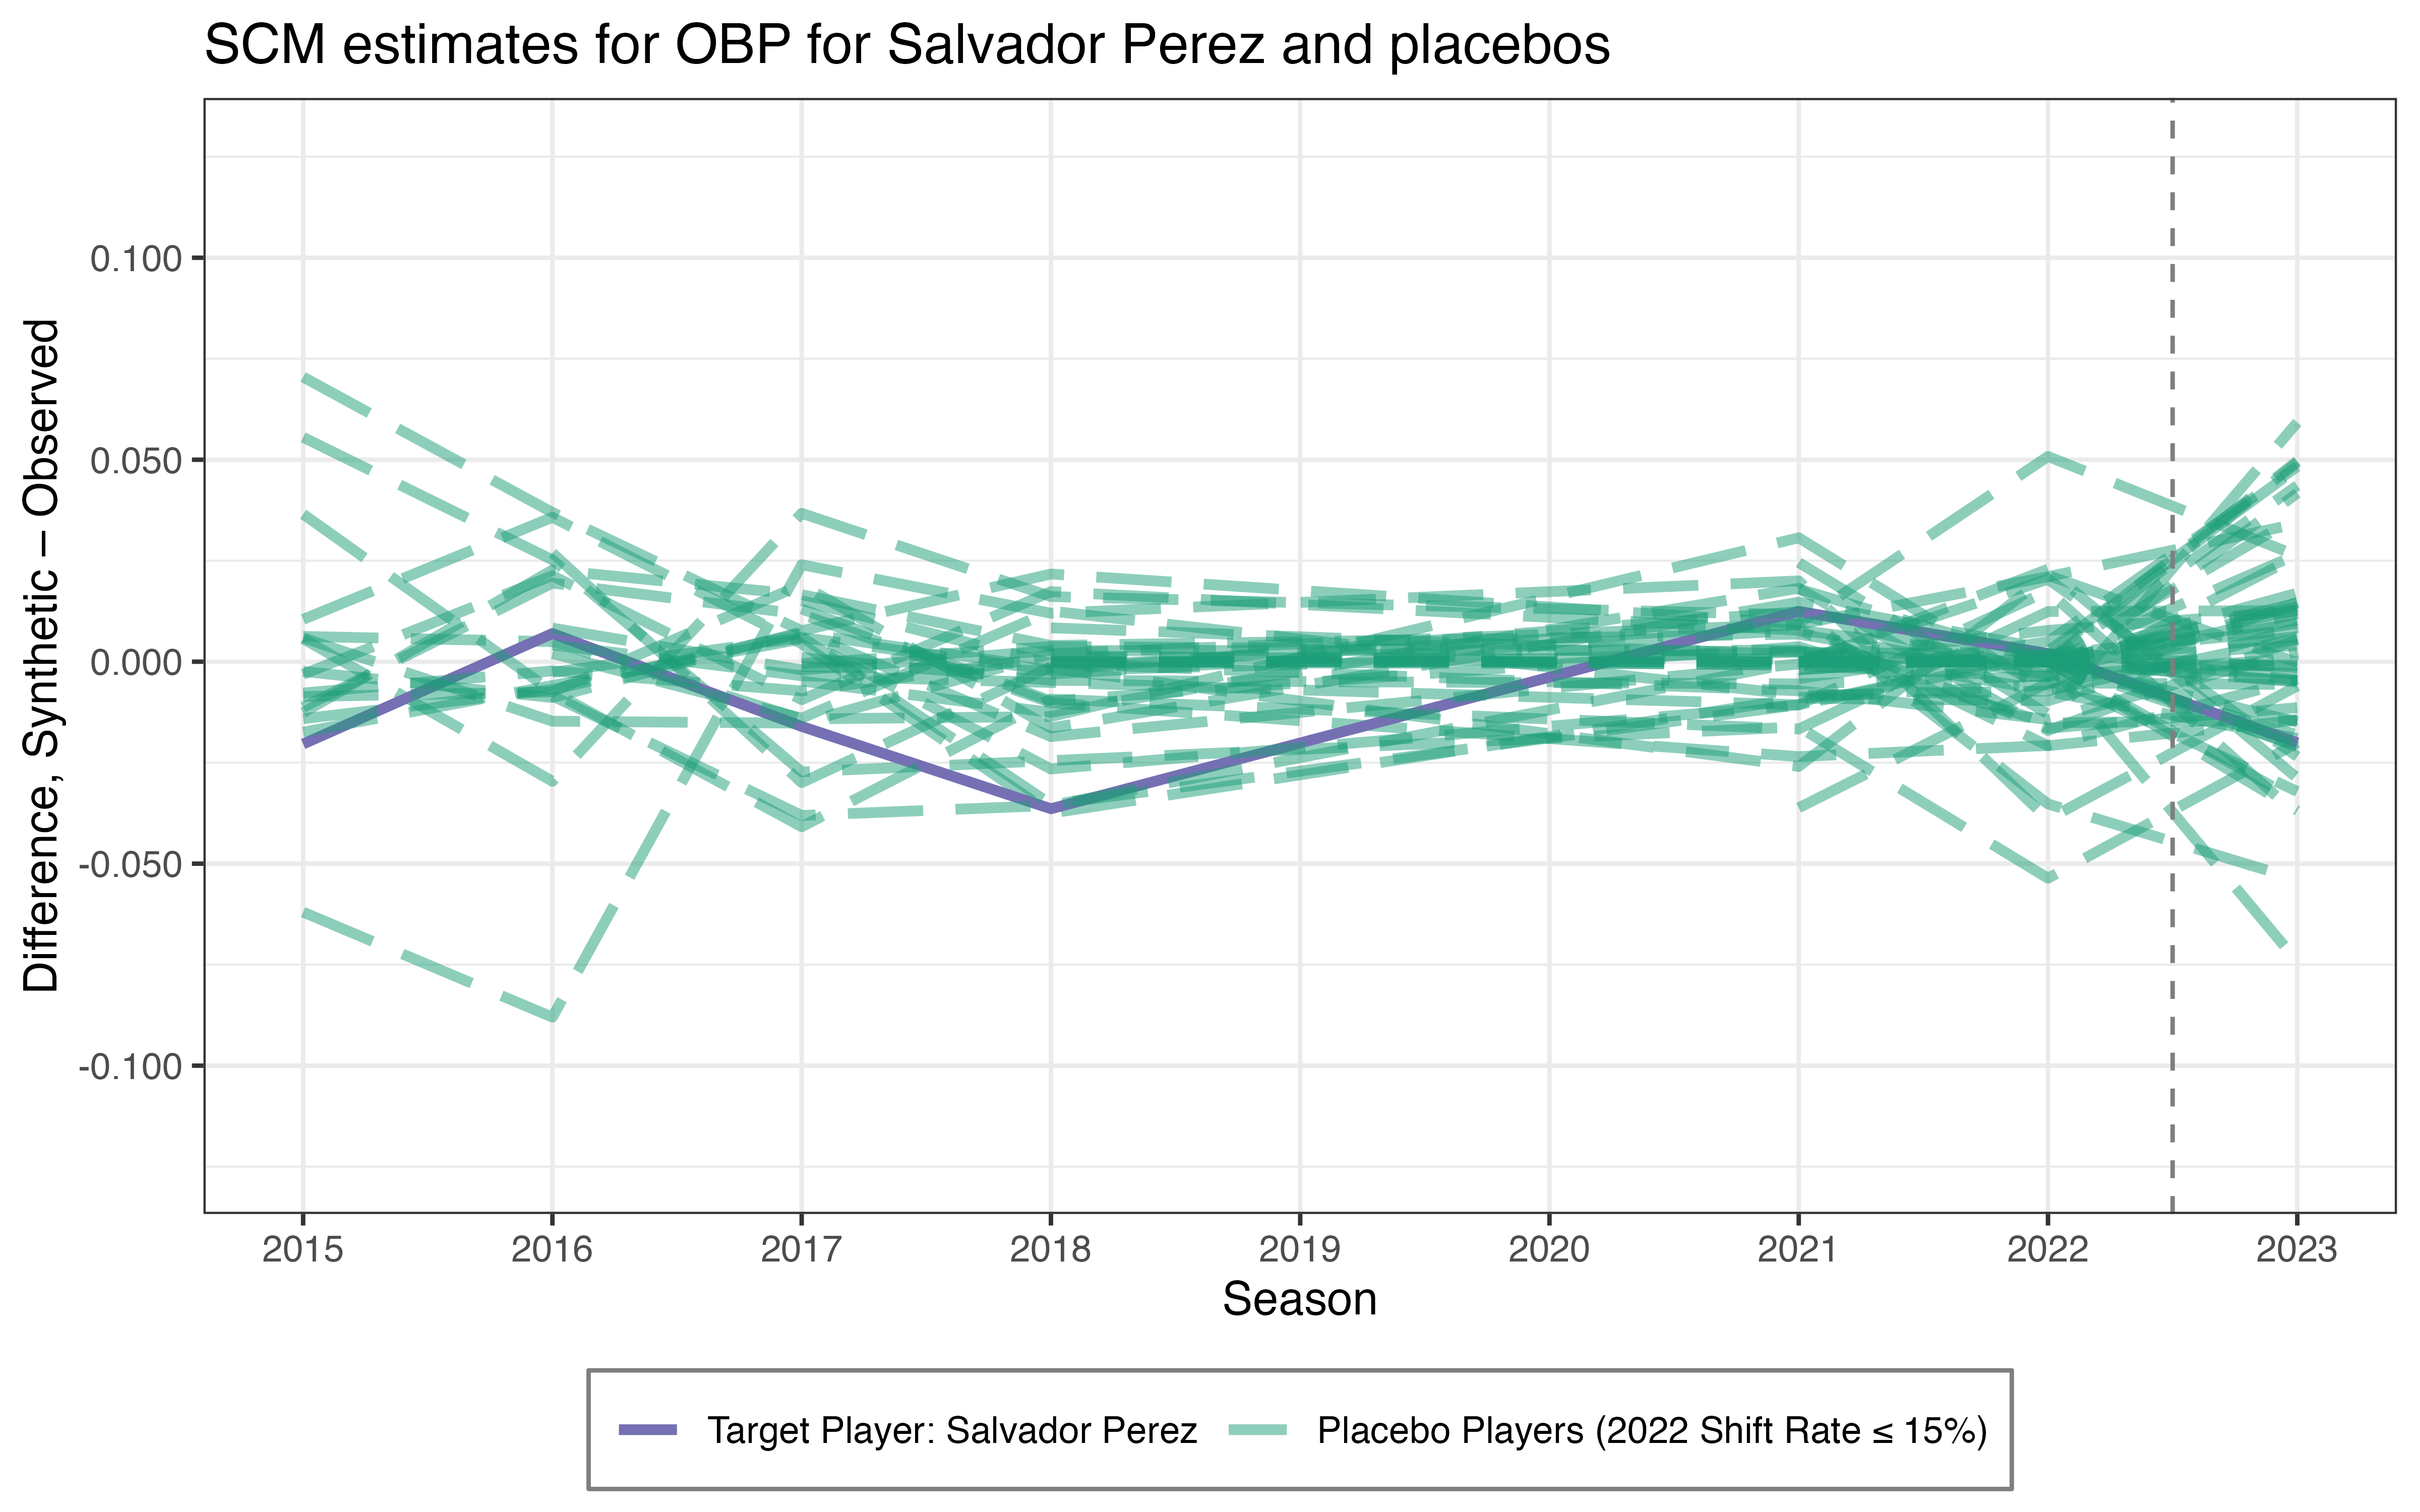 SCM estimates for OBP for Salvador Perez and placebos
Difference, Synthetic – Observed
0.100
0.050
0.000
-0.050
-0.100
2015 2016 2017 2018 2019 2020 2021 2022 2023
Season
Target Player: Salvador Perez Placebo Players (2022 Shift Rate ≤ 15%)